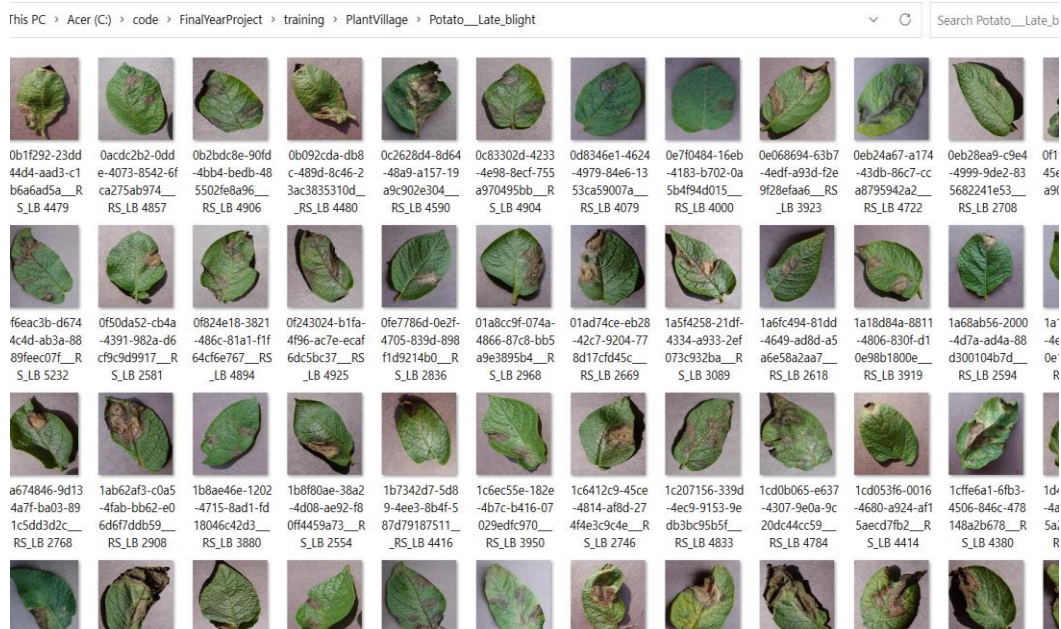 This PC > Acer (C:) > code > FinalYearProject > training > PlantVillage > Potato___Late_blight
Search Potato___Late_b
0b1f292-23dd 0acdc2b2-0dd 0b2bdc8e-90fd 0b092cda-db8 0c2628d4-8d64 0c83302d-4233 0d8346e1-4624 0e7f0484-16eb 0e068694-63b7 0eb24a67-a174 0eb28ea9-c9e4
44d4-aad3-c1 e-4073-8542-6f -4bb4-bedb-48 c-489d-8c46-2 -48a9-a157-19 -4e98-8ecf-755 -4979-84e6-13 -4183-b702-0a -4edf-a93d-f2e -43db-86c7-cc -4999-9de2-83
b6a6ad5a__R ca275ab974__ 5502fe8a96__ 3ac3835310d_ a9c902e304__ a970495bb__R 53ca59007a__ 5b4f94d015__ 9f28efaa6__RS a8795942a2__ 5682241e53__
S_LB 4479 RS_LB 4857 RS_LB 4906 _RS_LB 4480 RS_LB 4590 S_LB 4904 RS_LB 4079 RS_LB 4000 _LB 3923 RS_LB 4722 RS_LB 2708
f6eac3b-d674 0f50da52-cb4a 0f824e18-3821 0f243024-b1fa- 0fe7786d-0e2f- 01a8cc9f-074a- 01ad74ce-eb28 1a5f4258-21df- 1a6fc494-81dd 1a18d84a-8811 1a68ab56-2000
4c4d-ab3a-88 -4391-982a-d6 -486c-81a1-f1f 4f96-ac7e-ecaf 4705-839d-898 4866-87c8-bb5 -42c7-9204-77 4334-a933-2ef -4649-ad8d-a5 -4806-830f-d1 -4d7a-ad4a-88
89feec07f__R cf9c9d9917__R 64cf6e767__RS 6dc5bc37__RS f1d9214b0__R a9e3895b4__R 8d17cfd45c__ 073c932ba__R a6e58a2aa7__ 0e98b1800e__ d300104b7d__
S_LB 5232 S_LB 2581 _LB 4894 _LB 4925 S_LB 2836 S_LB 2968 RS_LB 2669 S_LB 3089 RS_LB 2618 RS_LB 3919 RS_LB 2594
a674846-9d13 1ab62af3-c0a5 1b8ae46e-1202 1b8f80ae-38a2 1b7342d7-5d8 1c6ec55e-182e 1c6412c9-45ce 1c207156-339d 1cd0b065-e637 1cd053f6-0016 1cffe6a1-6fb3-
4a7f-ba03-89 -4fab-bb62-e0 -4715-8ad1-fd -4d08-ae92-f8 9-4ee3-8b4f-5 -4b7c-b416-07 -4814-af8d-27 -4ec9-9153-9e -4307-9e0a-9c -4680-a924-af1 4506-846c-478
1c5dd3d2c__ 6d6f7ddb59__ 18046c42d3__ 0ff4459a73__R 87d79187511_ 029edfc970__ 4f4e3c9c4e__R db3bc95b5f__ 20dc44cc59__ 5aecd7fb2__R 148a2b678__R
RS_LB 2768 RS_LB 2908 RS_LB 3880 S_LB 2554 _RS_LB 4416 RS_LB 3950 S_LB 2746 RS_LB 4833 RS_LB 4784 S_LB 4414 S_LB 4380